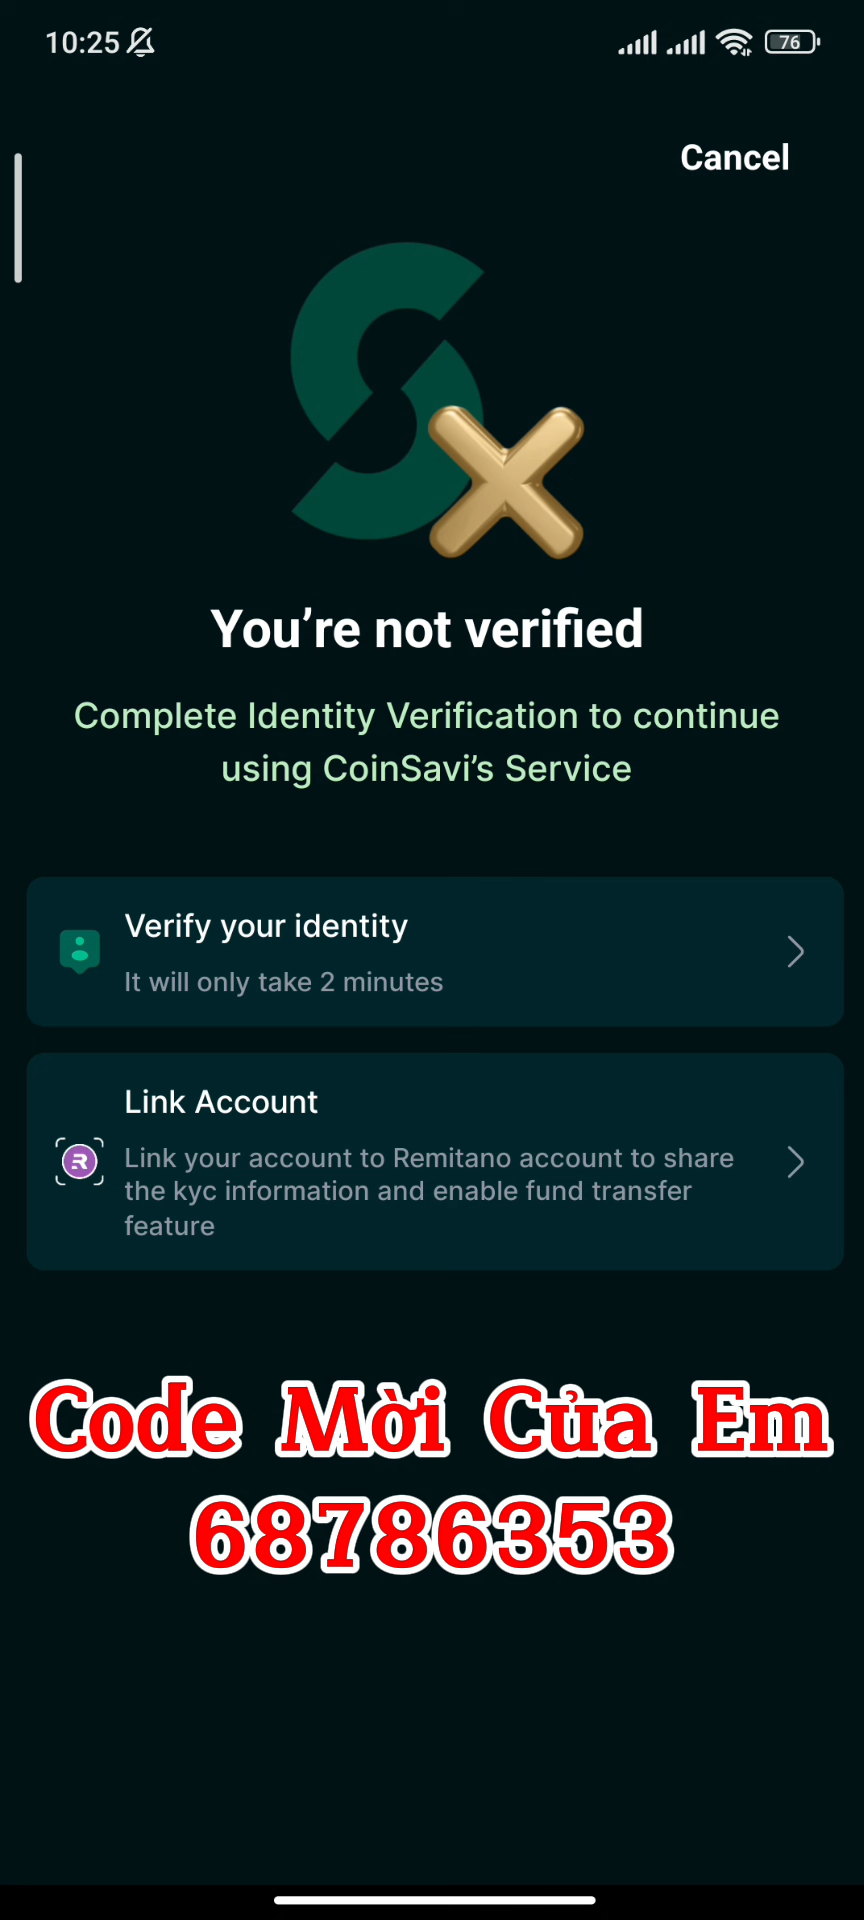 10:25
76
Cancel
You’re not verified
Complete Identity Verification to continue
using CoinSavi’s Service
Verify your identity
It will only take 2 minutes
Link Account
Link your account to Remitano account to share
the kyc information and enable fund transfer
feature
Code Mời Của Em
68786353